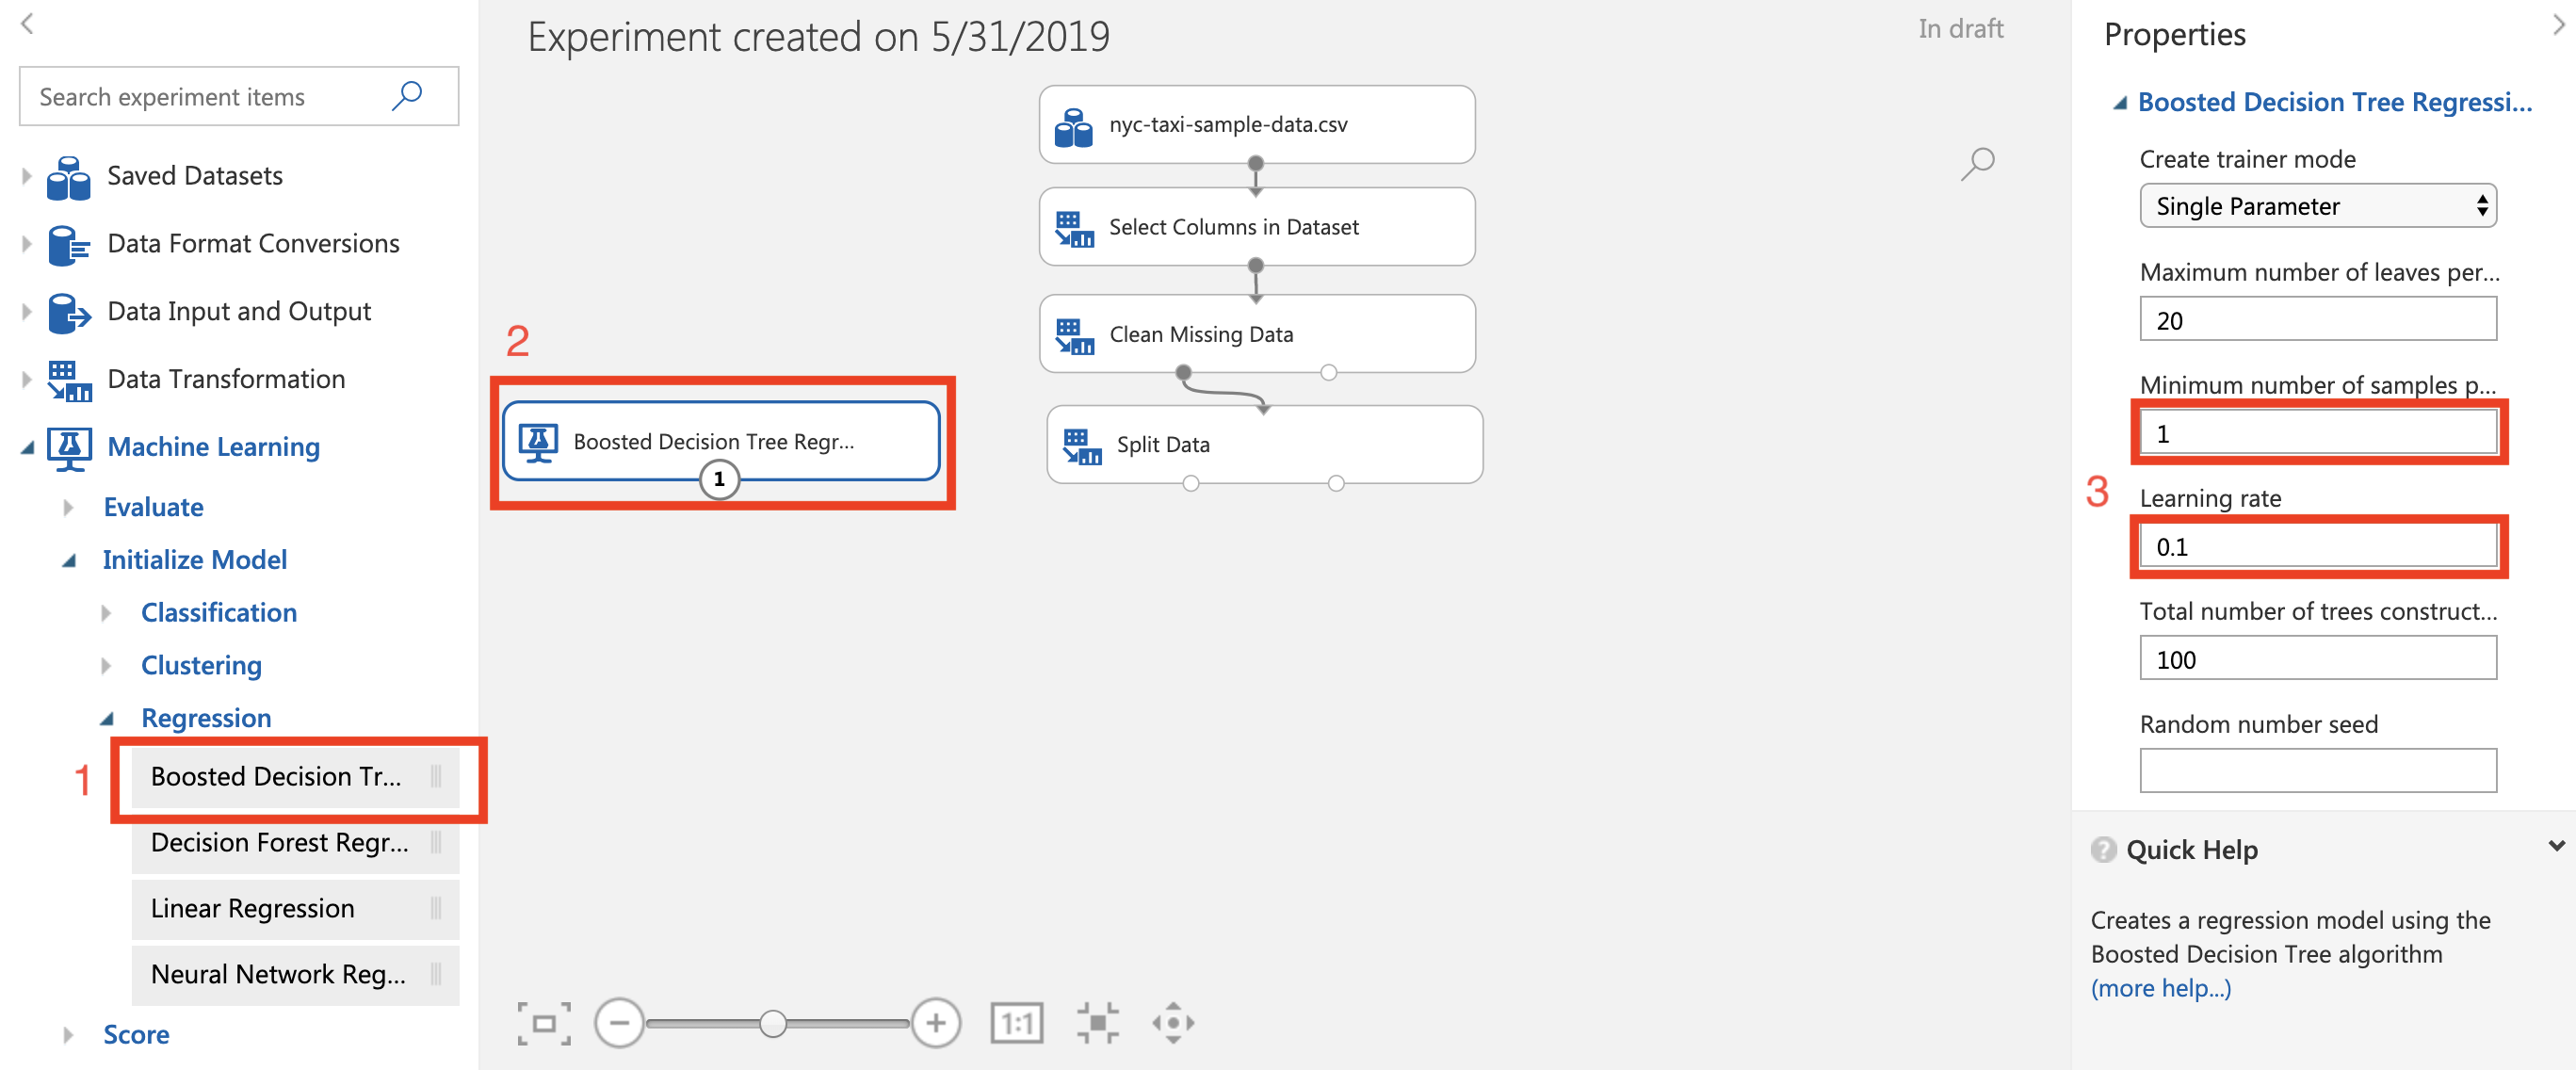 Search experiment items
Saved Datasets
Data Format Conversions
Data Input and Output
Data Transformation
Machine Learning
Evaluate
Initialize Model
Classification
Clustering
Regression
1
Boosted Decision Tr...
Decision Forest Regr...
Linear Regression
Neural Network Reg...
Score
Experiment created on 5/31/2019
In draft
nyc-taxi-sample-data.csv
Select Columns in Dataset
Clean Missing Data
2
Boosted Decision Tree Regr...
1
Split Data
1:1
Properties
Boosted Decision Tree Regressi...
Create trainer mode
Single Parameter
Maximum number of leaves per...
20
Minimum number of samples p...
1
3
Learning rate
0.1
Total number of trees construct...
100
Random number seed
? Quick Help
Creates a regression model using the
Boosted Decision Tree algorithm
(more help...)